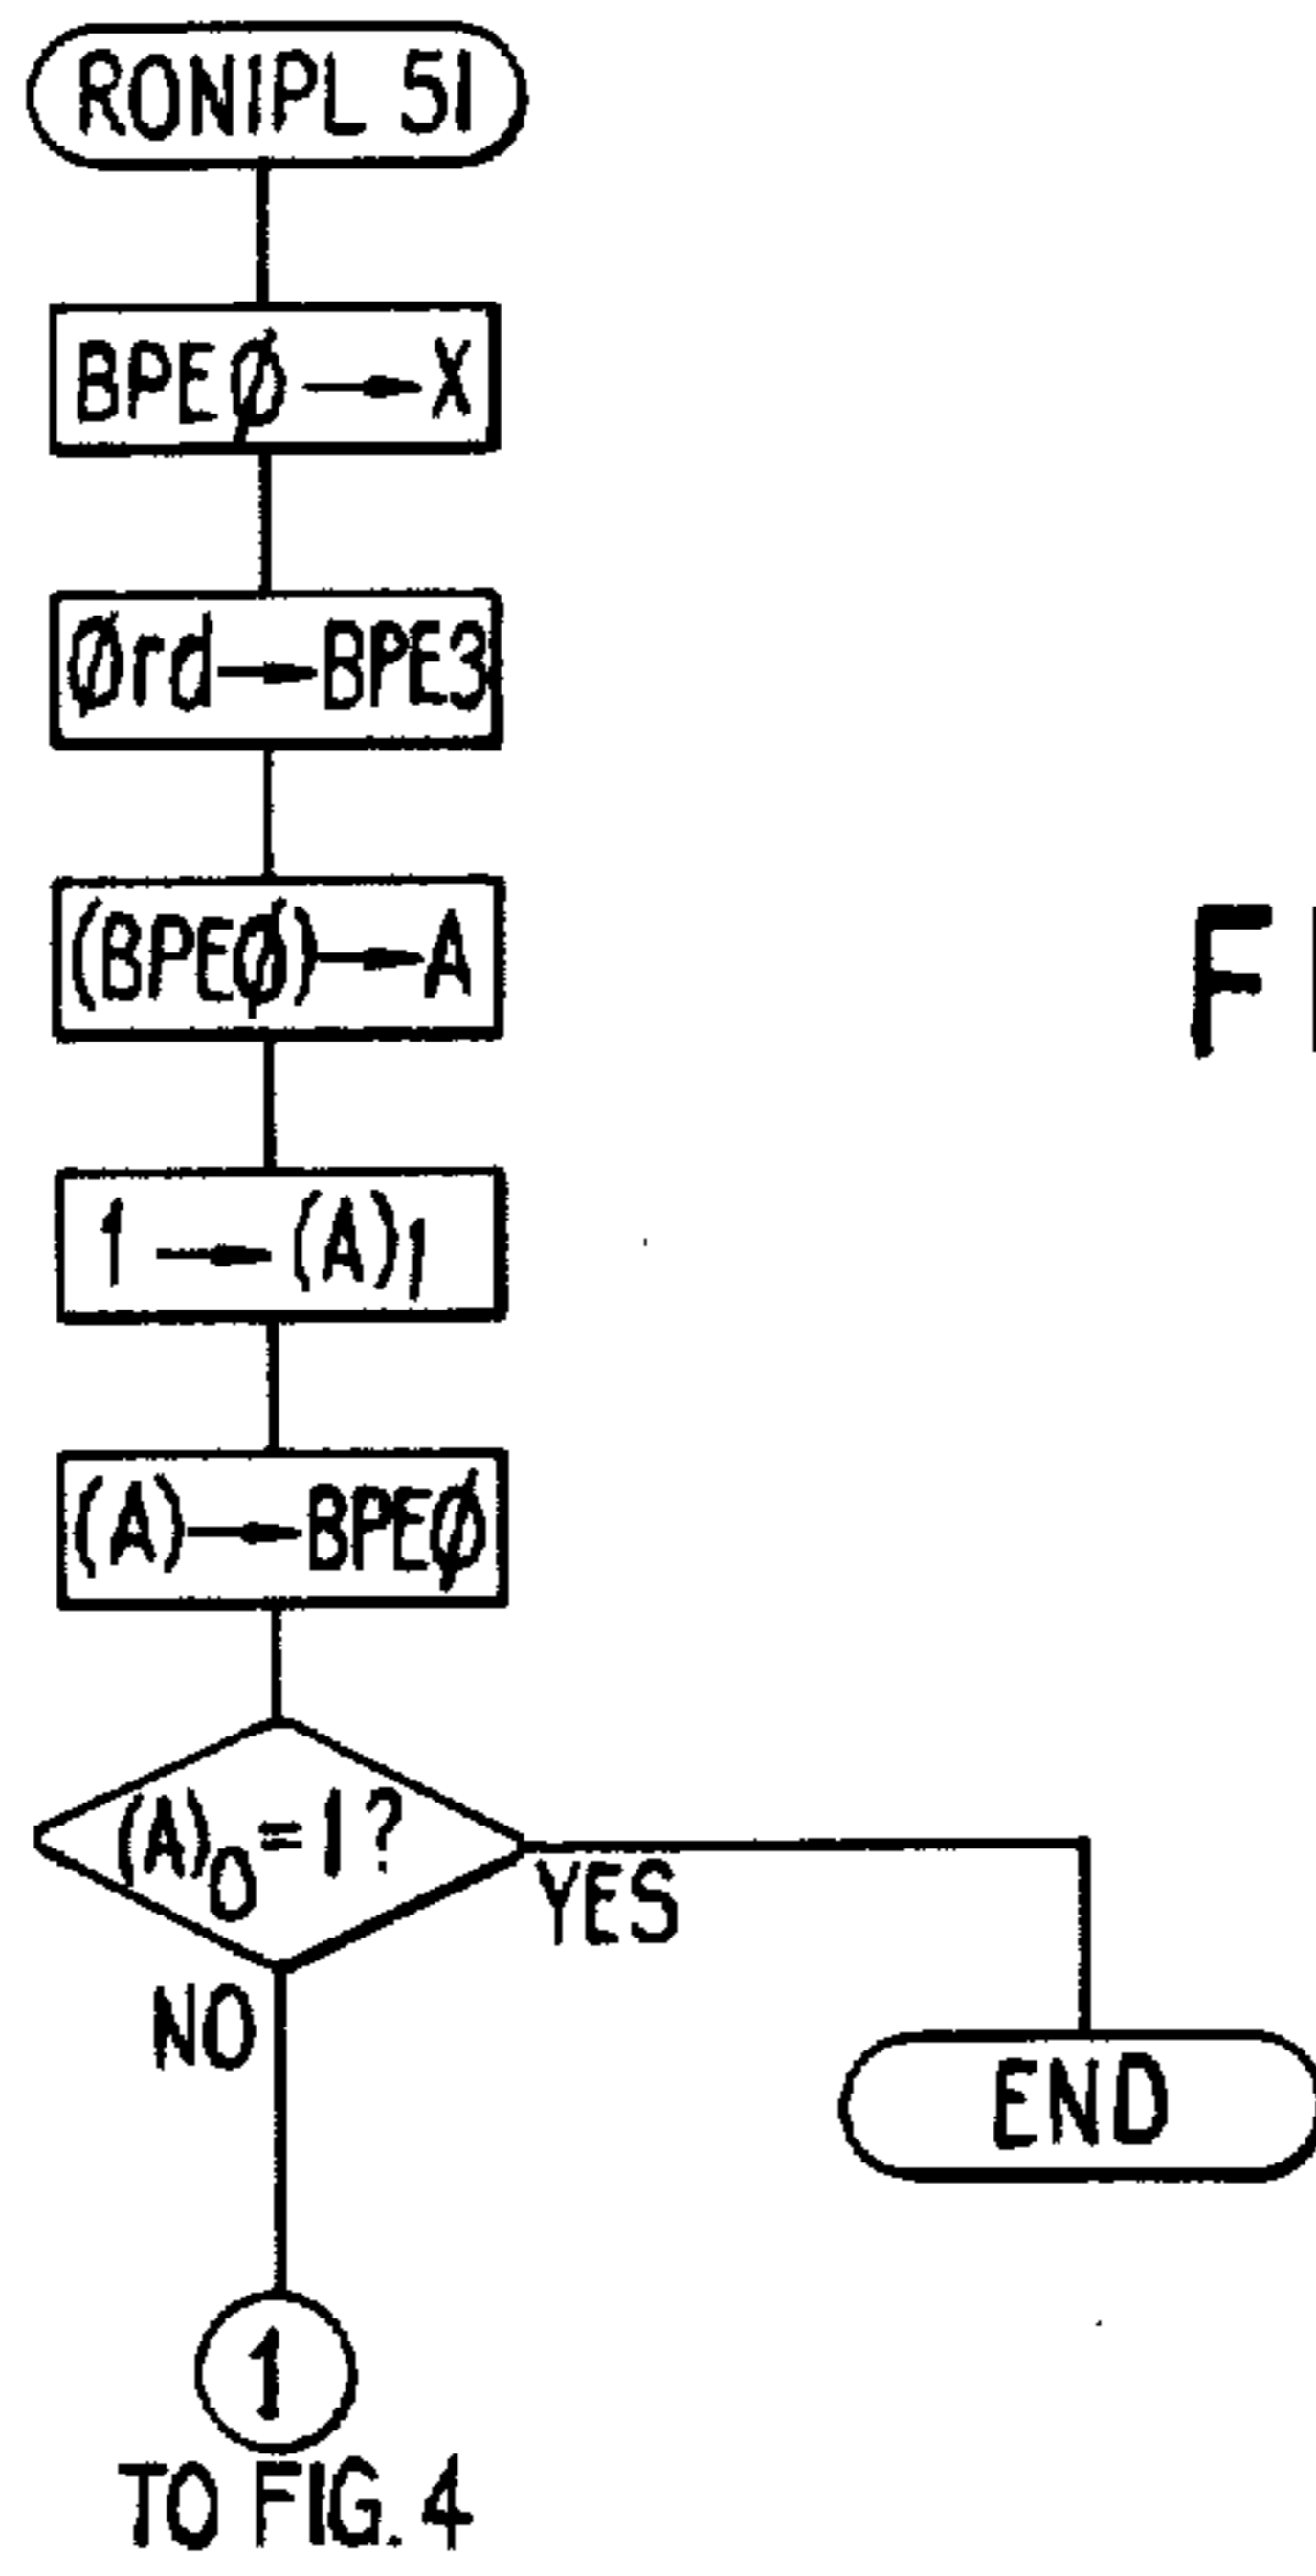 RONIPL 51
BPEØ → X
Ørd → BPE3
(BPEØ) → A
1 → (A)1
(A) → BPEØ
(A)0 = 1 ?
YES
NO
END
1
TO FIG. 4